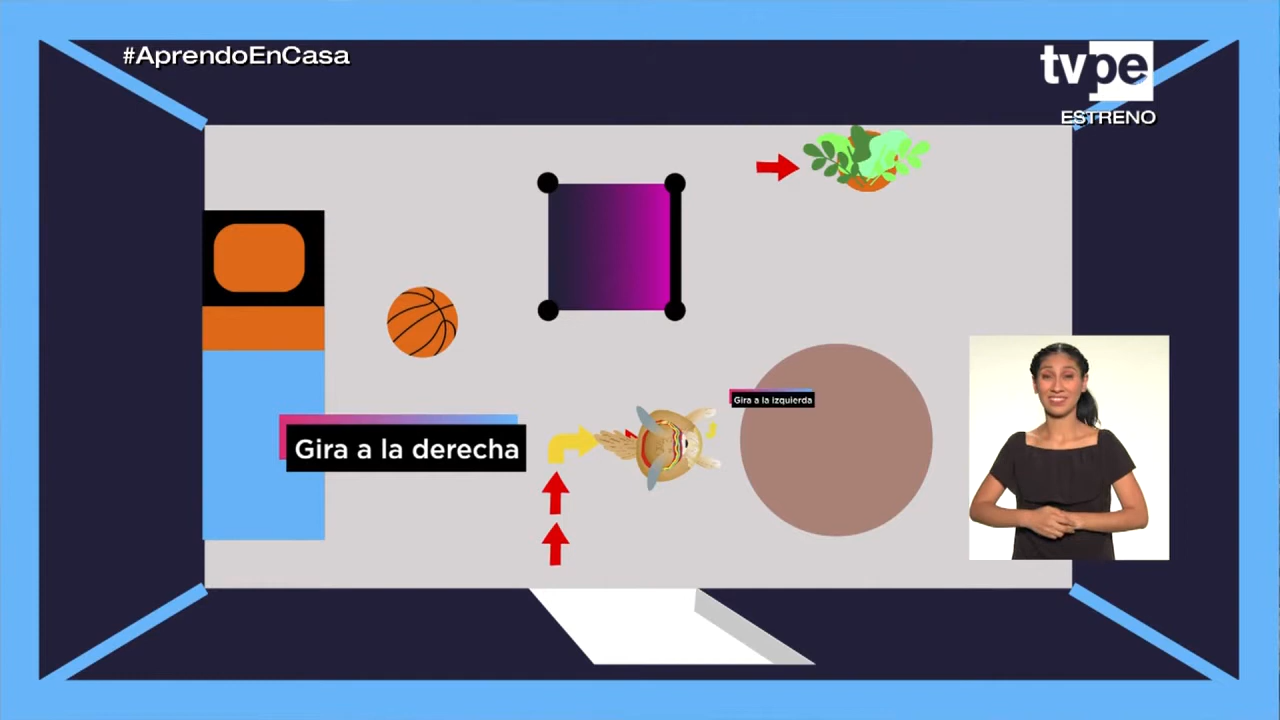 #AprendoEnCasa
tvpe
ESTRENO
Gira a la izquierda
Gira a la derecha